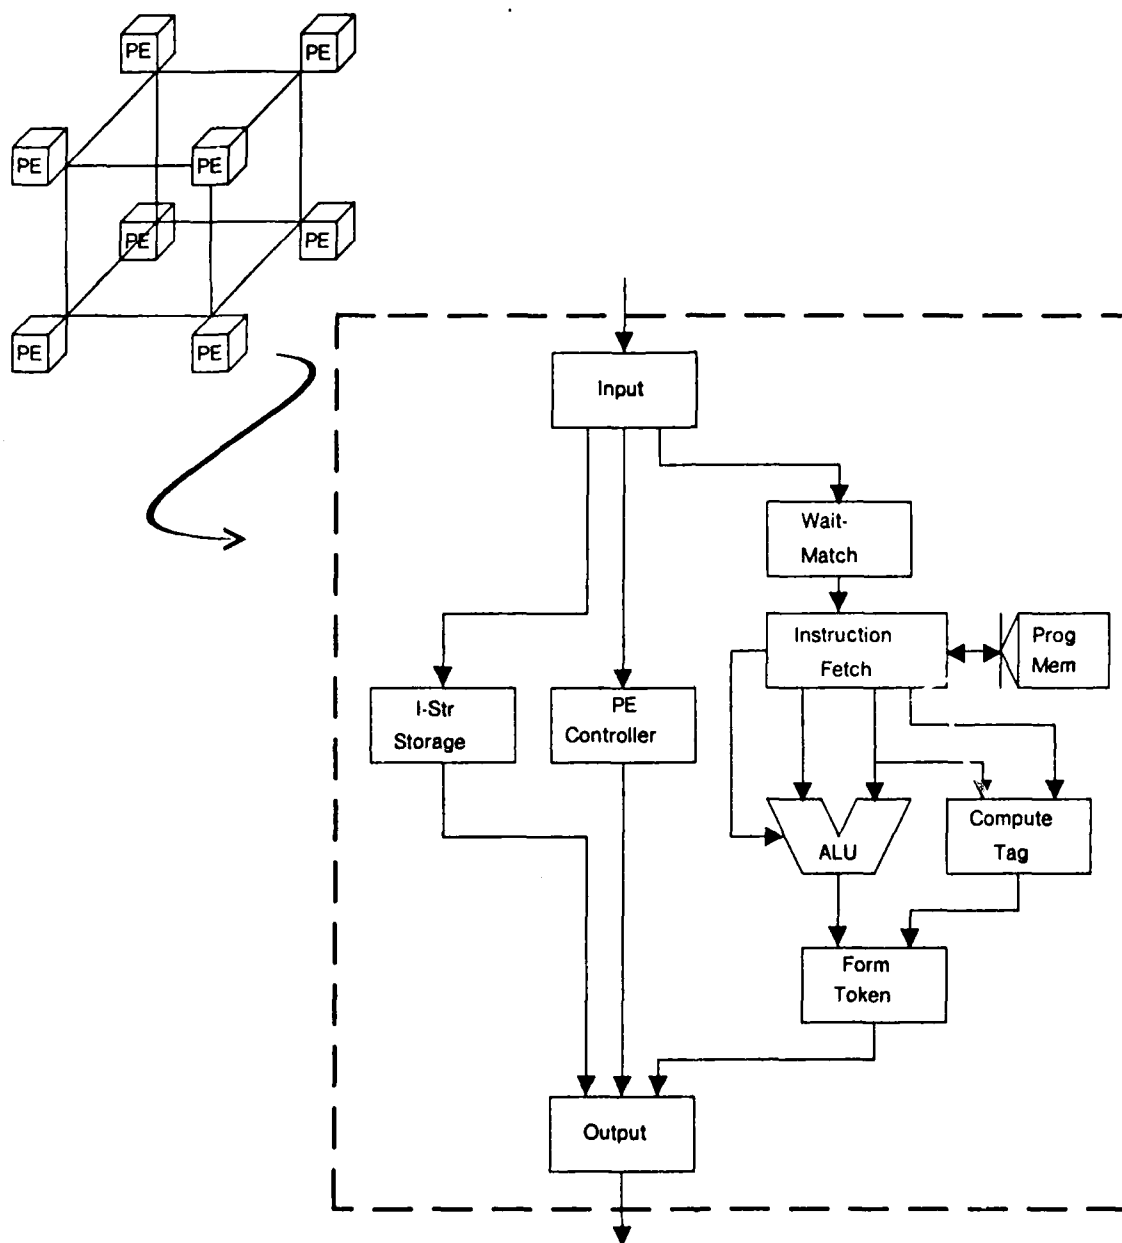 PE
PE
PE
PE
PE
PE
PE
PE
Input
Wait-
Match
Instruction
Fetch
Prog
Mem
I-Str
Storage
PE
Controller
ALU
Compute
Tag
Form
Token
Output